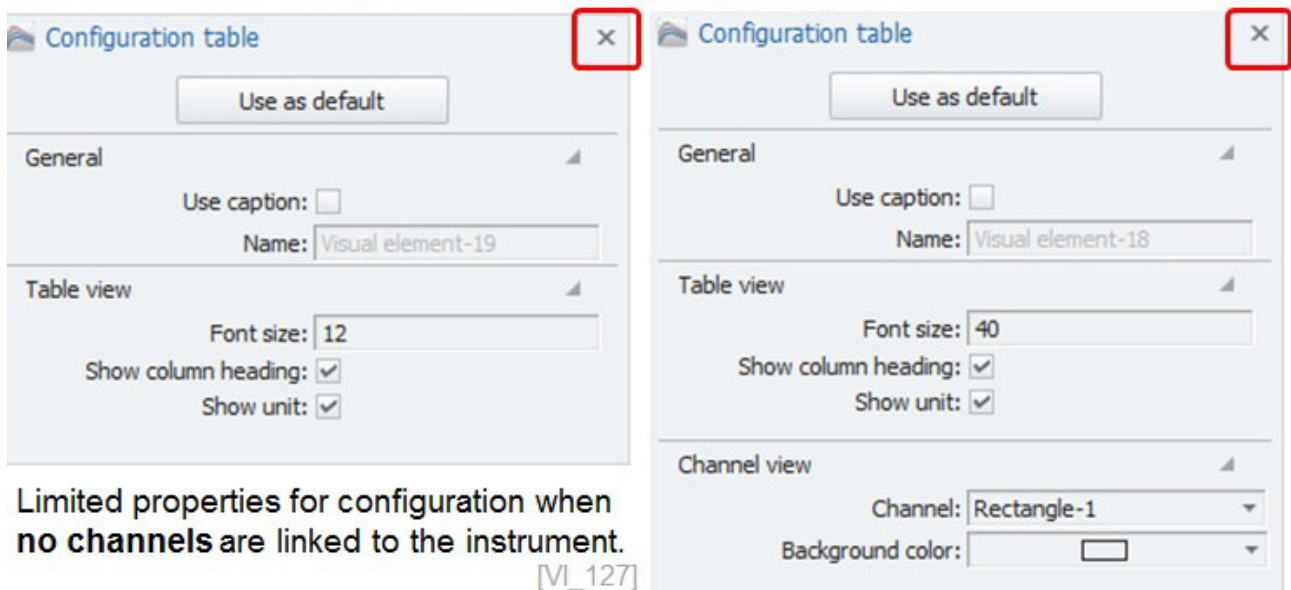 Configuration table
Use as default
General
Use caption:
Name: Visual element-19
Table view
Font size: 12
Show column heading:
Show unit:
Limited properties for configuration when
no channels are linked to the instrument.
[VI_127]
Configuration table
Use as default
General
Use caption:
Name: Visual element-18
Table view
Font size: 40
Show column heading:
Show unit:
Channel view
Channel: Rectangle-1
Background color: